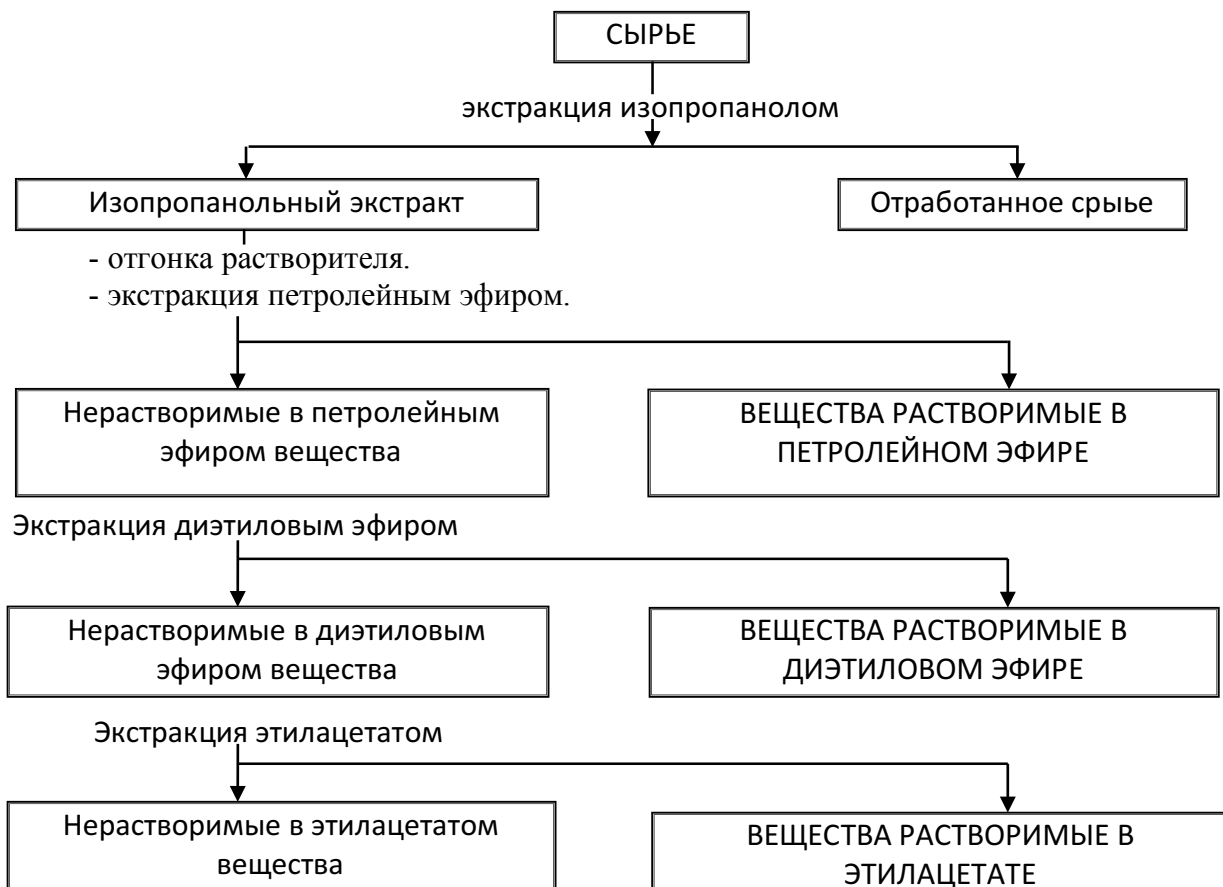 СЫРЬЕ
экстракция изопропанолом
Изопропанольный экстракт
Отработанное срыье
- отгонка растворителя.
- экстракция петролейным эфиром.
Нерастворимые в петролейным
эфиром вещества
ВЕЩЕСТВА РАСТВОРИМЫЕ В
ПЕТРОЛЕЙНОМ ЭФИРЕ
Экстракция диэтиловым эфиром
Нерастворимые в диэтиловым
эфиром вещества
ВЕЩЕСТВА РАСТВОРИМЫЕ В
ДИЭТИЛОВОМ ЭФИРЕ
Экстракция этилацетатом
Нерастворимые в этилацетатом
вещества
ВЕЩЕСТВА РАСТВОРИМЫЕ В
ЭТИЛАЦЕТАТЕ